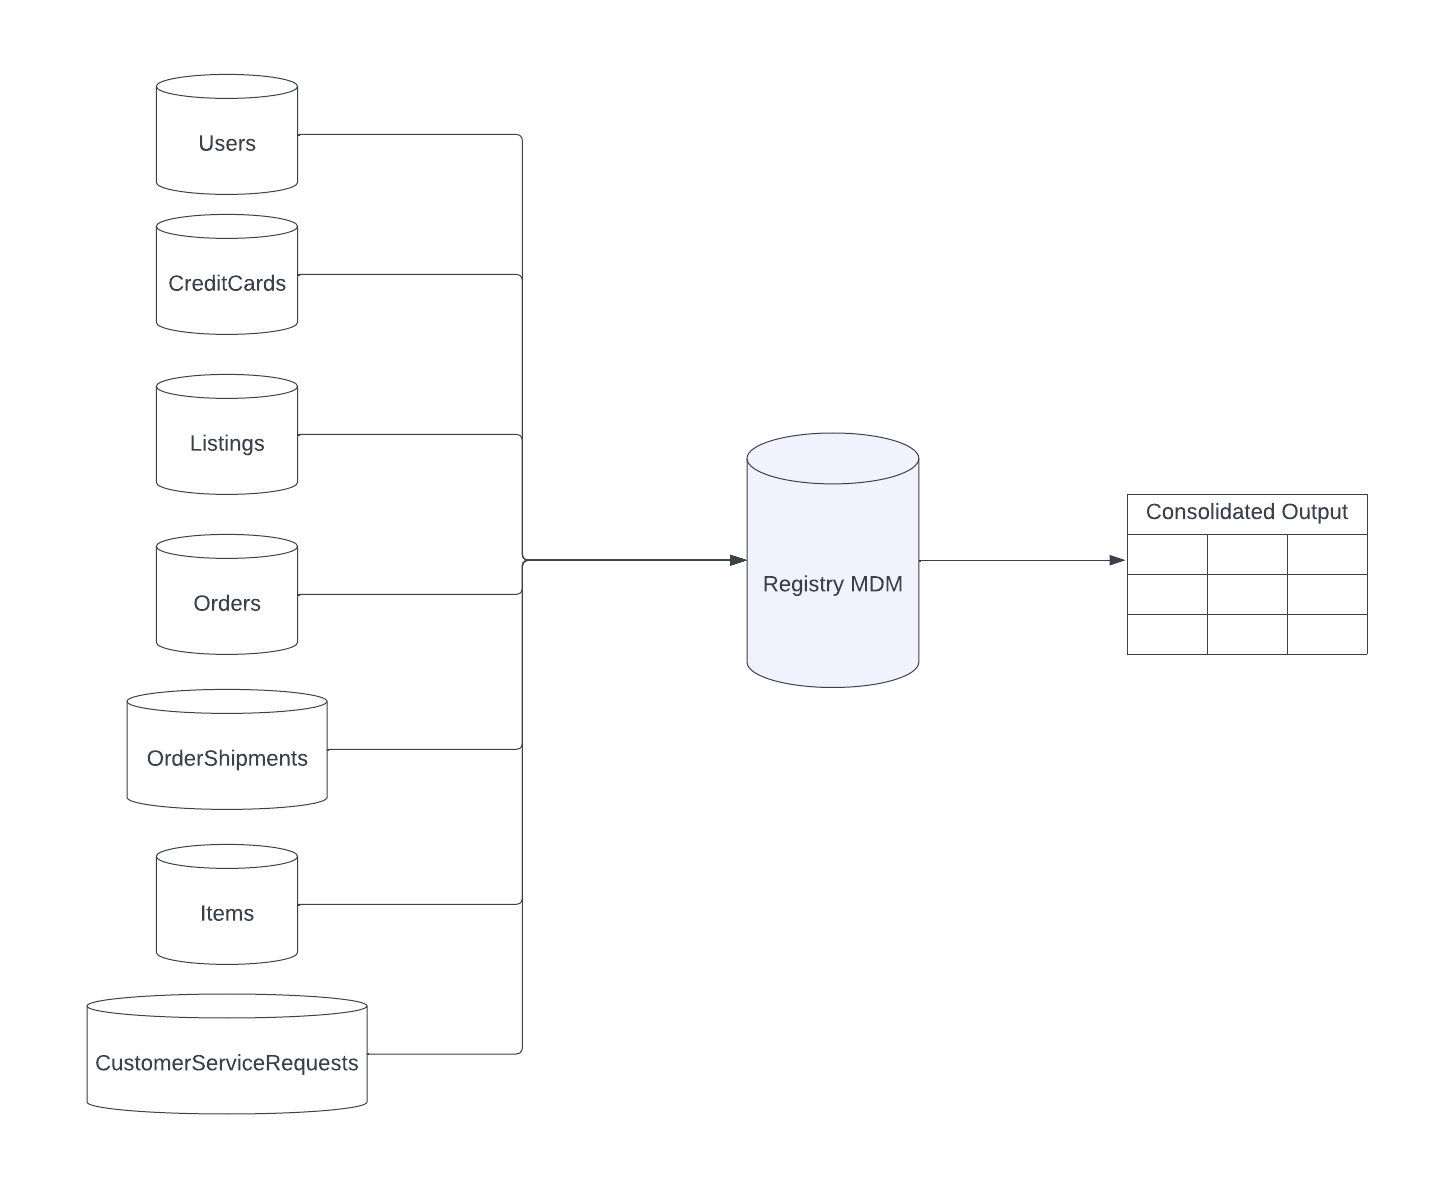 Users
CreditCards
Listings
Orders
OrderShipments
Items
CustomerServiceRequests
Registry MDM
Consolidated Output